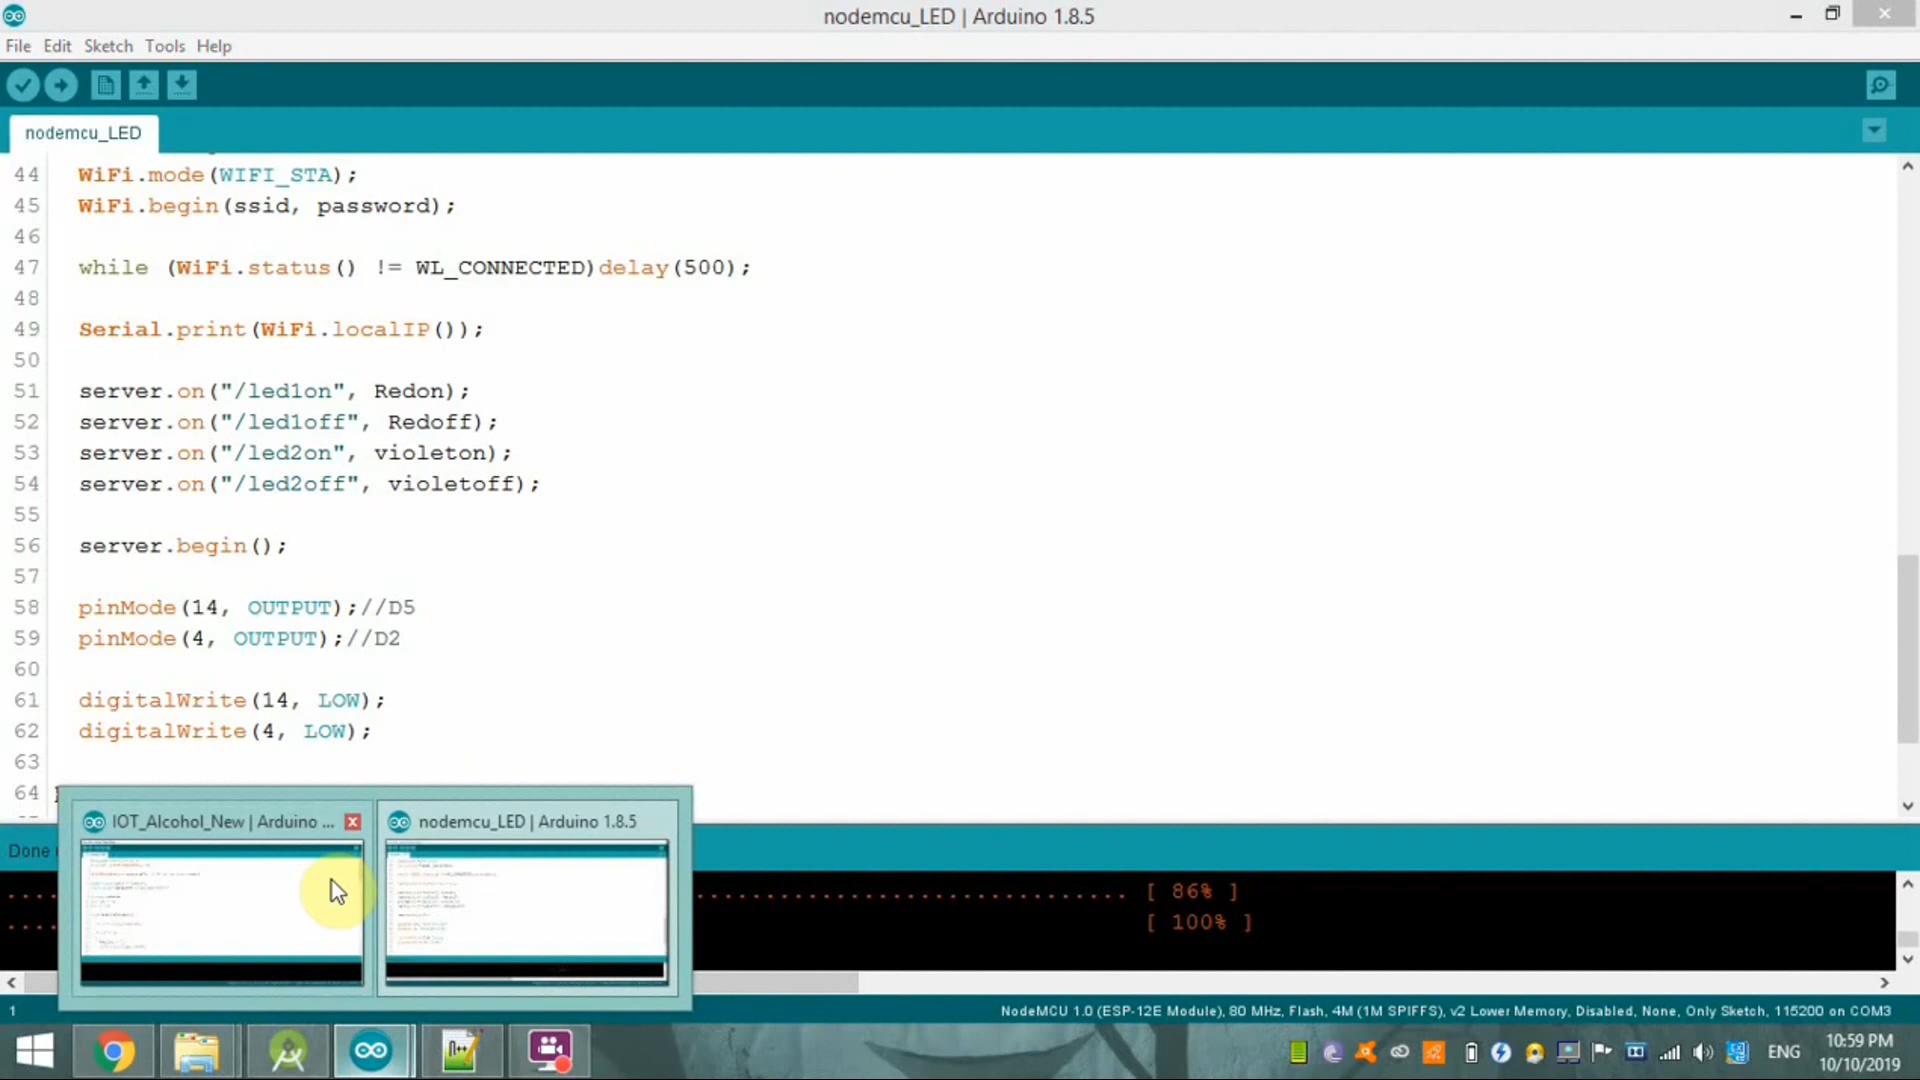 nodemcu_LED | Arduino 1.8.5
File Edit Sketch Tools Help
nodemcu_LED
44 WiFi.mode(WIFI_STA);
45 WiFi.begin(ssid, password);
46
47 while (WiFi.status() != WL_CONNECTED)delay(500);
48
49 Serial.print(WiFi.localIP());
50
51 server.on("/led1on", Redon);
52 server.on("/led1off", Redoff);
53 server.on("/led2on", violeton);
54 server.on("/led2off", violetoff);
55
56 server.begin();
57
58 pinMode(14, OUTPUT);//D5
59 pinMode(4, OUTPUT);//D2
60
61 digitalWrite(14, LOW);
62 digitalWrite(4, LOW);
63
64
IOT_Alcohol_New | Arduino ... nodemcu_LED | Arduino 1.8.5
Done
[ 86% ]
[ 100% ]
1 NodeMCU 1.0 (ESP-12E Module), 80 MHz, Flash, 4M (1M SPIFFS), v2 Lower Memory, Disabled, None, Only Sketch, 115200 on COM3
ENG 10:59 PM
10/10/2019